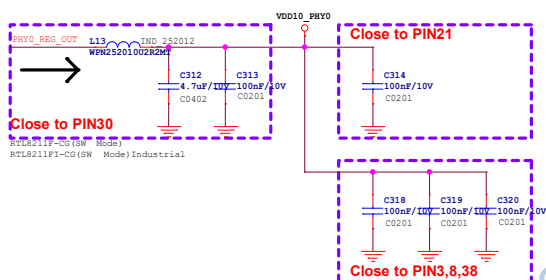 VDD10_PHY0
PHY0_REG_OUT
L13
IND_252012
WPN252010U2R2MT
C312
4.7uF/10V
C0402
C313
100nF/10V
C0201
Close to PIN30
RTL8211F-CG(SW Mode)
RTL8211FI-CG(SW Mode)Industrial
Close to PIN21
C314
100nF/10V
C0201
C318
100nF/10V
C0201
C319
100nF/10V
C0201
C320
100nF/10V
C0201
Close to PIN3,8,38